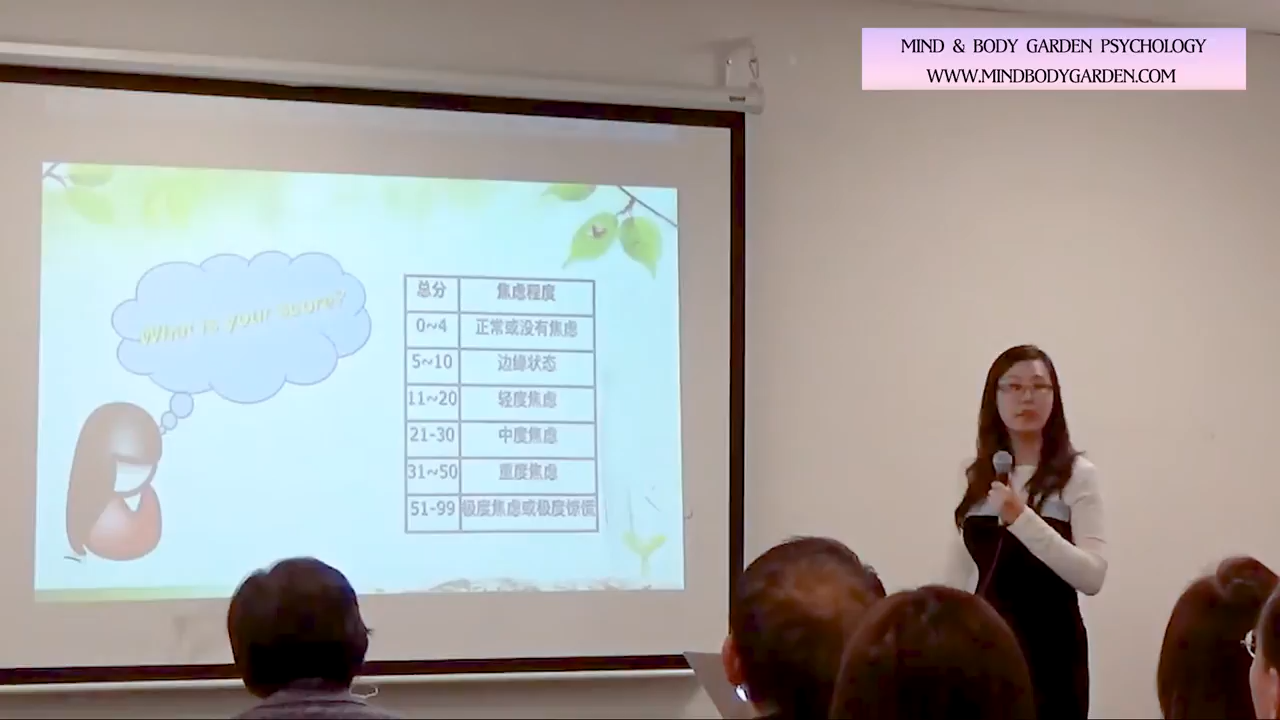 MIND & BODY GARDEN PSYCHOLOGY
WWW.MINDBODYGARDEN.COM
What is your score?
总分 焦虑程度
0~4 正常或没有焦虑
5~10 边缘状态
11~20 轻度焦虑
21-30 中度焦虑
31~50 重度焦虑
51-99 极度焦虑或极度惊慌